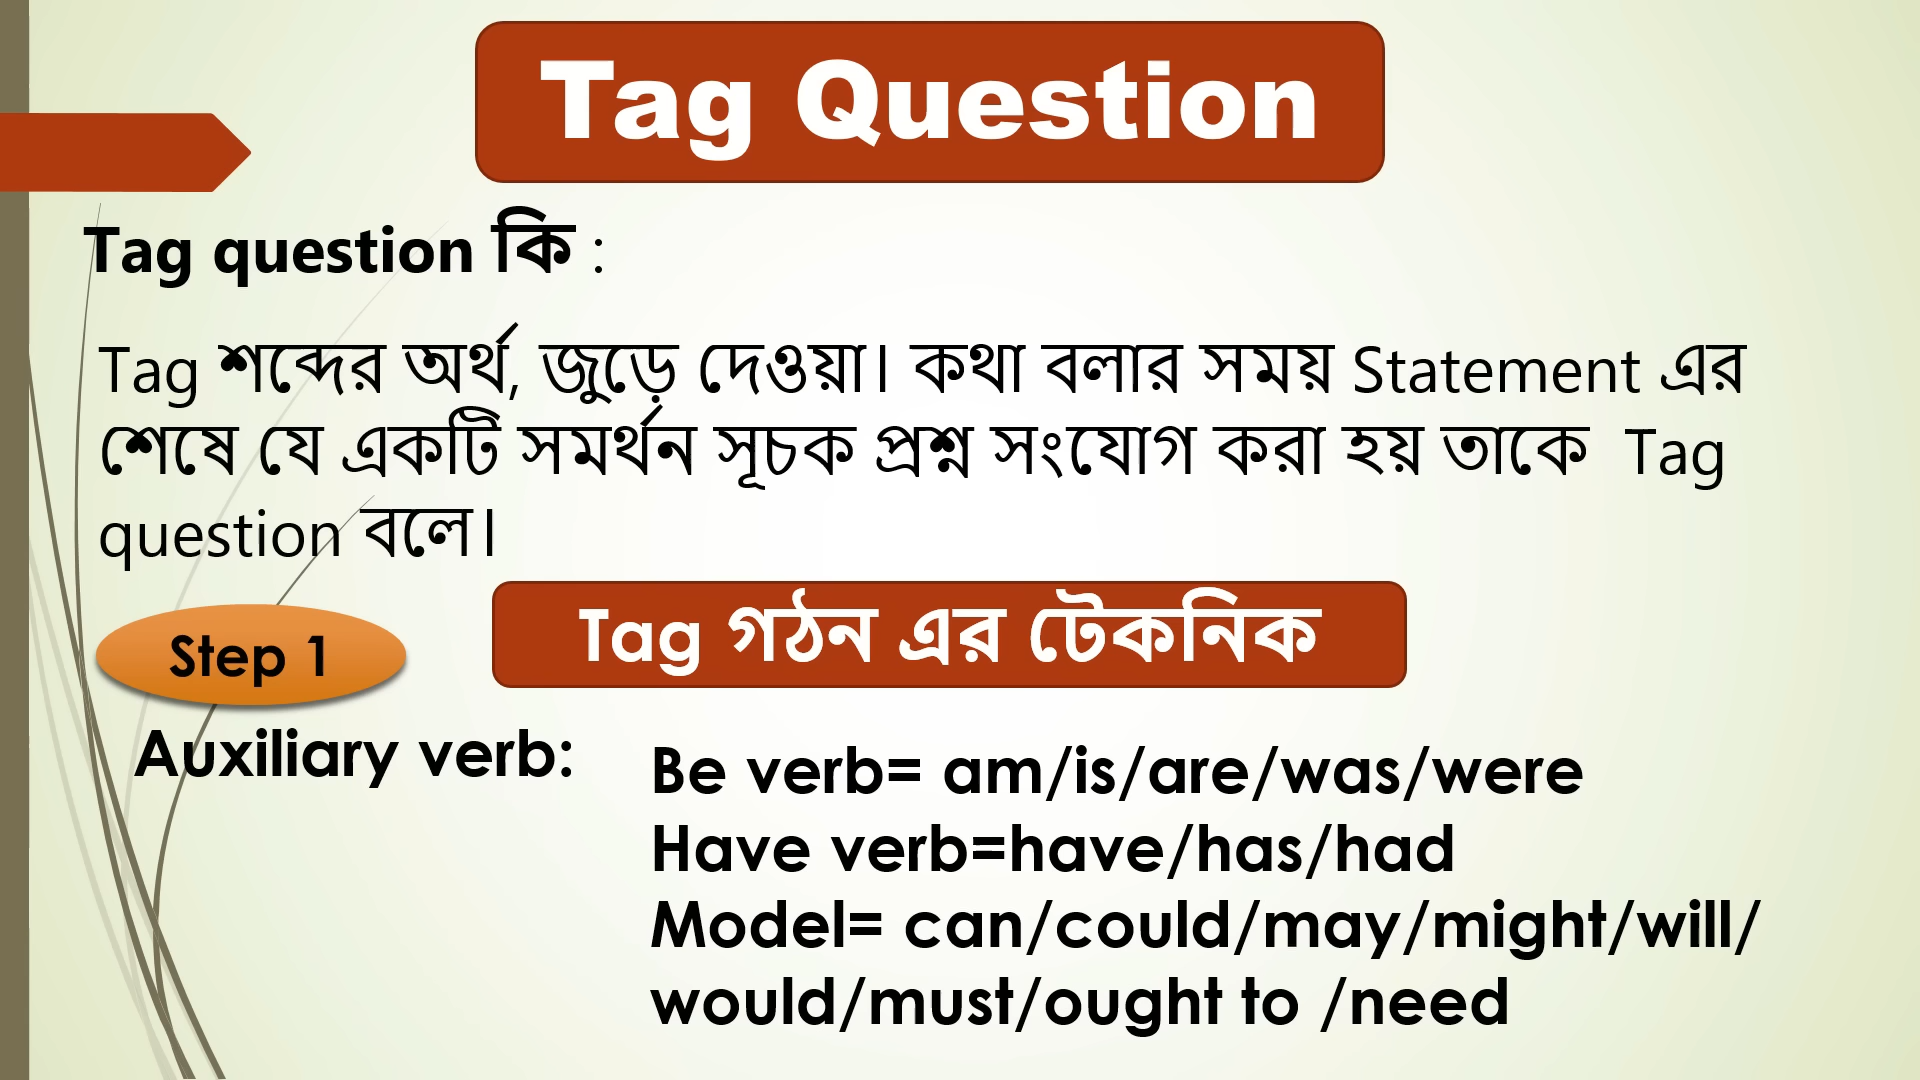 Tag Question
Tag question কি :
Tag শব্দের অর্থ, জুড়ে দেওয়া। কথা বলার সময় Statement এর
শেষে যে একটি সমর্থন সূচক প্রশ্ন সংযোগ করা হয় তাকে Tag
question বলে।
Tag গঠন এর টেকনিক
Step 1
Auxiliary verb:
Be verb= am/is/are/was/were
Have verb=have/has/had
Model= can/could/may/might/will/
would/must/ought to /need